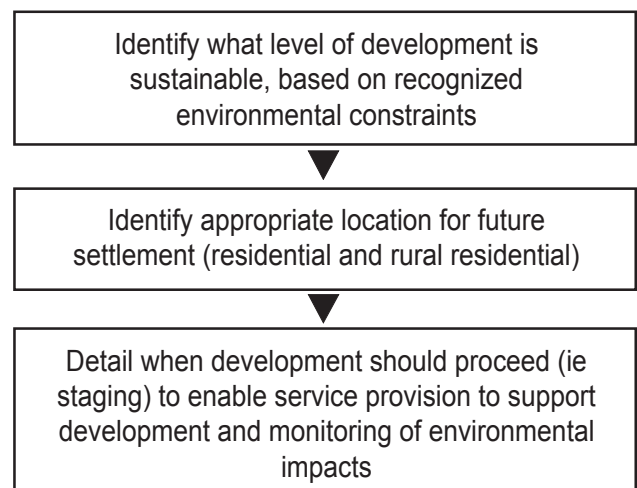 Identify what level of development is
sustainable, based on recognized
environmental constraints
Identify appropriate location for future
settlement (residential and rural residential)
Detail when development should proceed (ie
staging) to enable service provision to support
development and monitoring of environmental
impacts